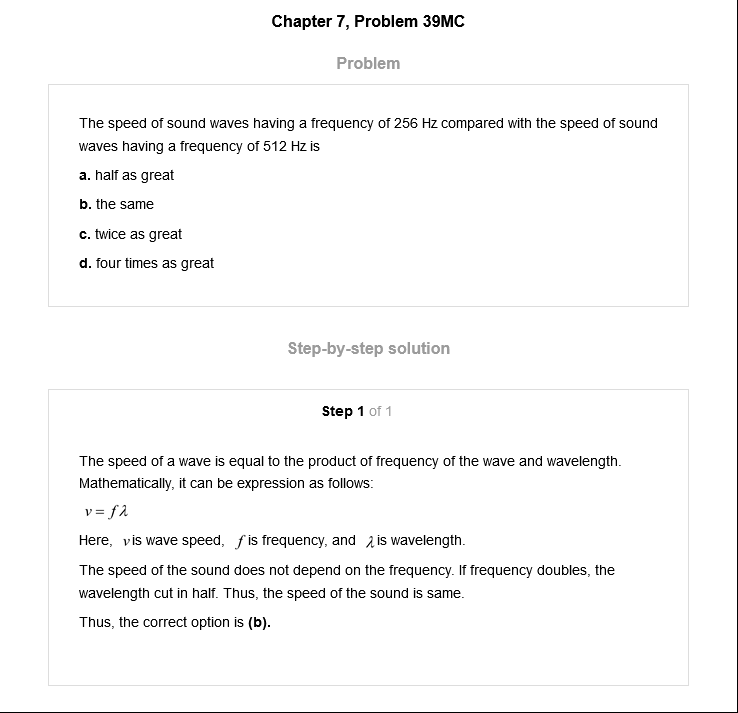 Chapter 7, Problem 39MC
Problem
The speed of sound waves having a frequency of 256 Hz compared with the speed of sound
waves having a frequency of 512 Hz is
a. half as great
b. the same
c. twice as great
d. four times as great
Step-by-step solution
Step 1 of 1
The speed of a wave is equal to the product of frequency of the wave and wavelength.
Mathematically, it can be expression as follows:
v = fλ
Here, v is wave speed, f is frequency, and λ is wavelength.
The speed of the sound does not depend on the frequency. If frequency doubles, the
wavelength cut in half. Thus, the speed of the sound is same.
Thus, the correct option is (b).